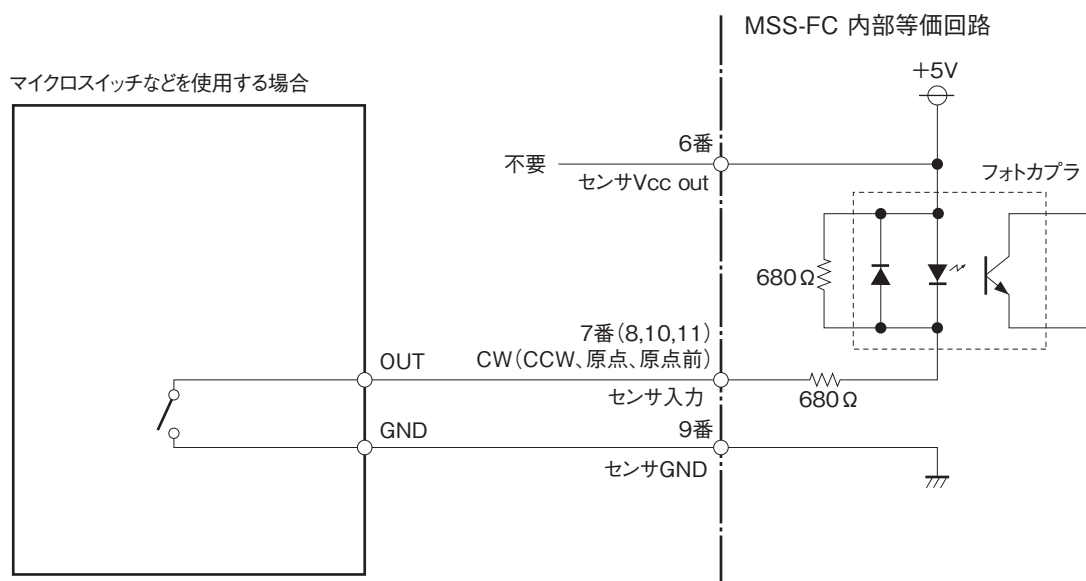 MSS-FC 内部等価回路
マイクロスイッチなどを使用する場合
+5V
6番
不要
センサVcc out
フォトカプラ
680Ω
7番(8,10,11)
OUT
CW(CCW、原点、原点前)
センサ入力
680Ω
GND
9番
センサGND